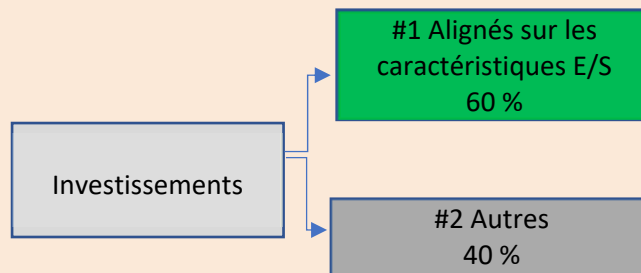 #1 Alignés sur les
caractéristiques E/S
60 %
Investissements
#2 Autres
40 %